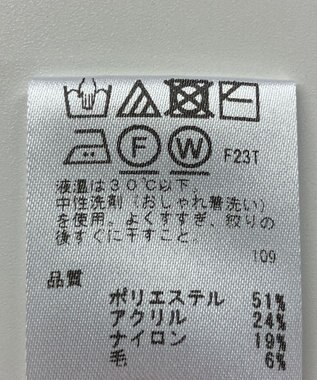 F W F23T
液温は30℃以下、
中性洗剤(おしゃれ着洗い)
を使用。よくすすぎ、絞りの
後すぐに干すこと。
109
品質
ポリエステル 51%
アクリル 24%
ナイロン 19%
毛 6%